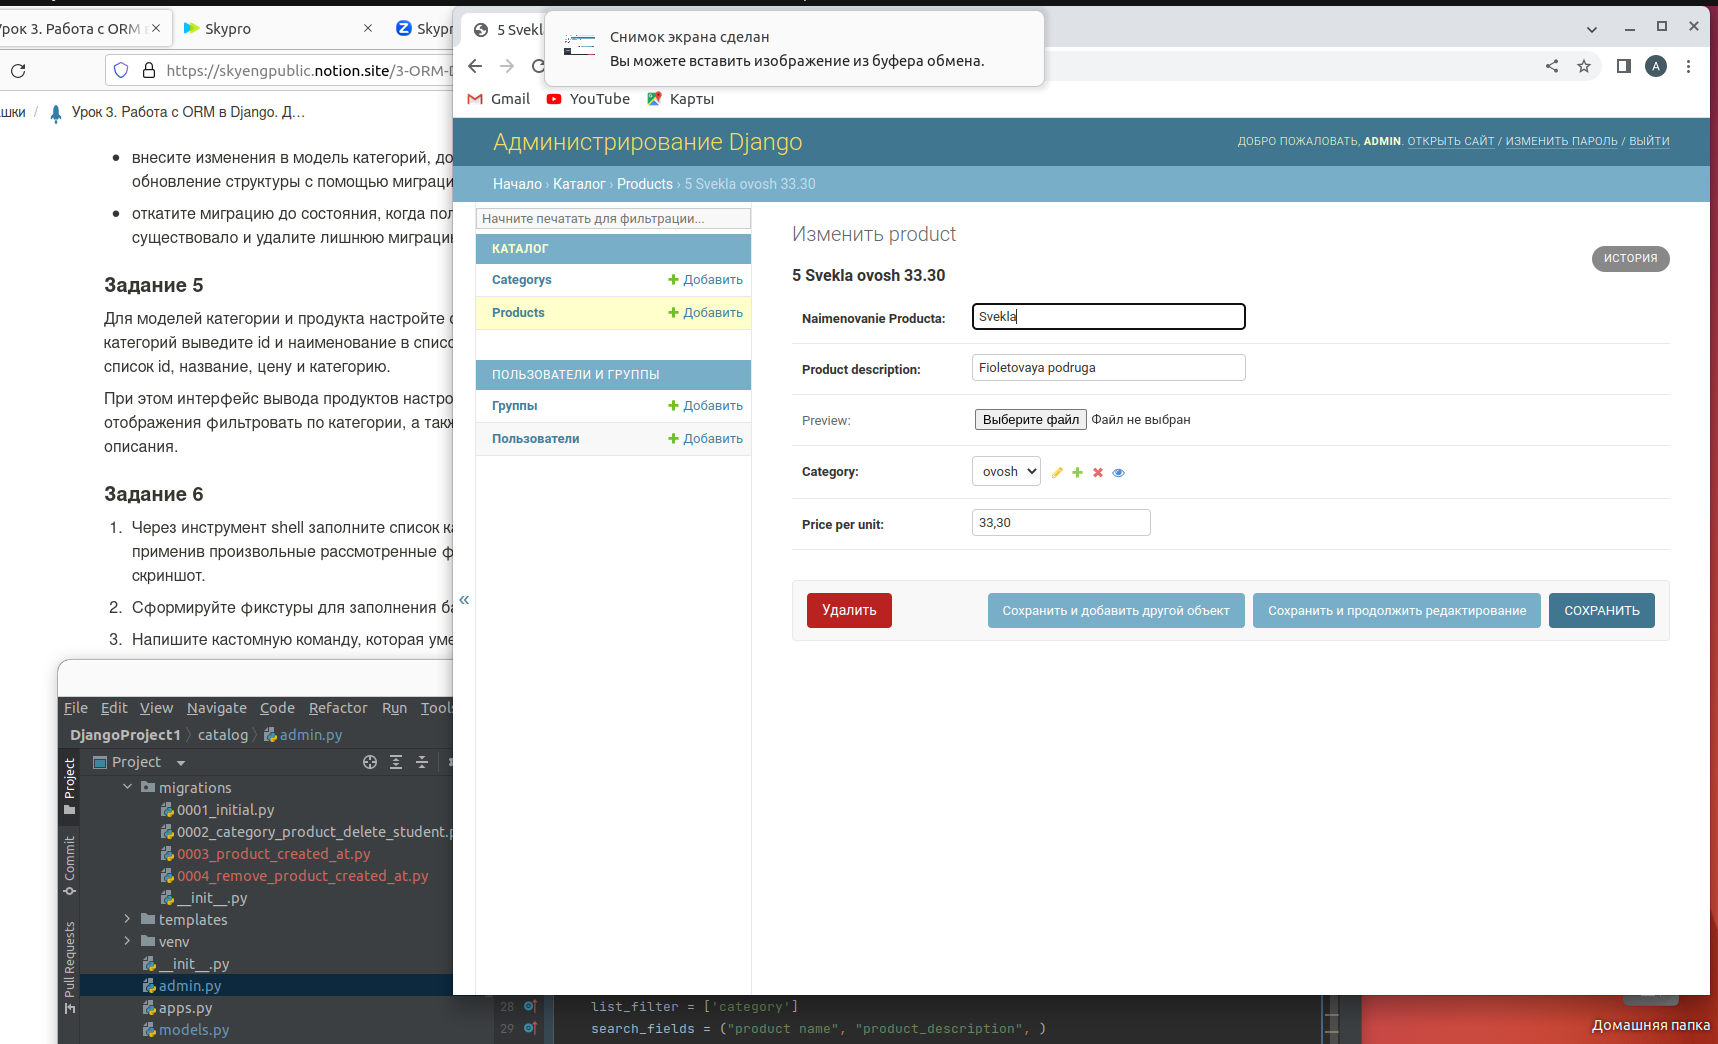 Урок 3. Работа с ORM
Skypro
Skypr
5 Svekl
Снимок экрана сделан
Вы можете вставить изображение из буфера обмена.
https://skyengpublic.notion.site/3-ORM-D
A
Gmail
YouTube
Карты
шки / Урок 3. Работа с ORM в Django. Д…
внесите изменения в модель категорий, до
обновление структуры с помощью миграци
откатите миграцию до состояния, когда пол
существовало и удалите лишнюю миграци
Задание 5
Для моделей категории и продукта настройте
категорий выведите id и наименование в списо
список id, название, цену и категорию.
При этом интерфейс вывода продуктов настро
отображения фильтровать по категории, а такж
описания.
Задание 6
1. Через инструмент shell заполните список к
применив произвольные рассмотренные ф
скриншот.
2. Сформируйте фикстуры для заполнения ба
3. Напишите кастомную команду, которая уме
Администрирование Django
ДОБРО ПОЖАЛОВАТЬ, ADMIN. ОТКРЫТЬ САЙТ / ИЗМЕНИТЬ ПАРОЛЬ / ВЫЙТИ
Начало › Каталог › Products › 5 Svekla ovosh 33.30
Начните печатать для фильтрации...
КАТАЛОГ
Categorys
Добавить
Products
Добавить
ПОЛЬЗОВАТЕЛИ И ГРУППЫ
Группы
Добавить
Пользователи
Добавить
«
Изменить product
ИСТОРИЯ
5 Svekla ovosh 33.30
Naimenovanie Producta: Svekla
Product description: Fioletovaya podruga
Preview: Выберите файл Файл не выбран
Category: ovosh
Price per unit: 33,30
Удалить
Сохранить и добавить другой объект
Сохранить и продолжить редактирование
СОХРАНИТЬ
File Edit View Navigate Code Refactor Run Tools
DjangoProject1 catalog admin.py
Project
Project
Commit
Pull Requests
migrations
0001_initial.py
0002_category_product_delete_student.p
0003_product_created_at.py
0004_remove_product_created_at.py
__init__.py
templates
venv
__init__.py
admin.py
apps.py
models.py
28 list_filter = ['category']
29 search_fields = ("product name", "product_description", )
Домашняя папка